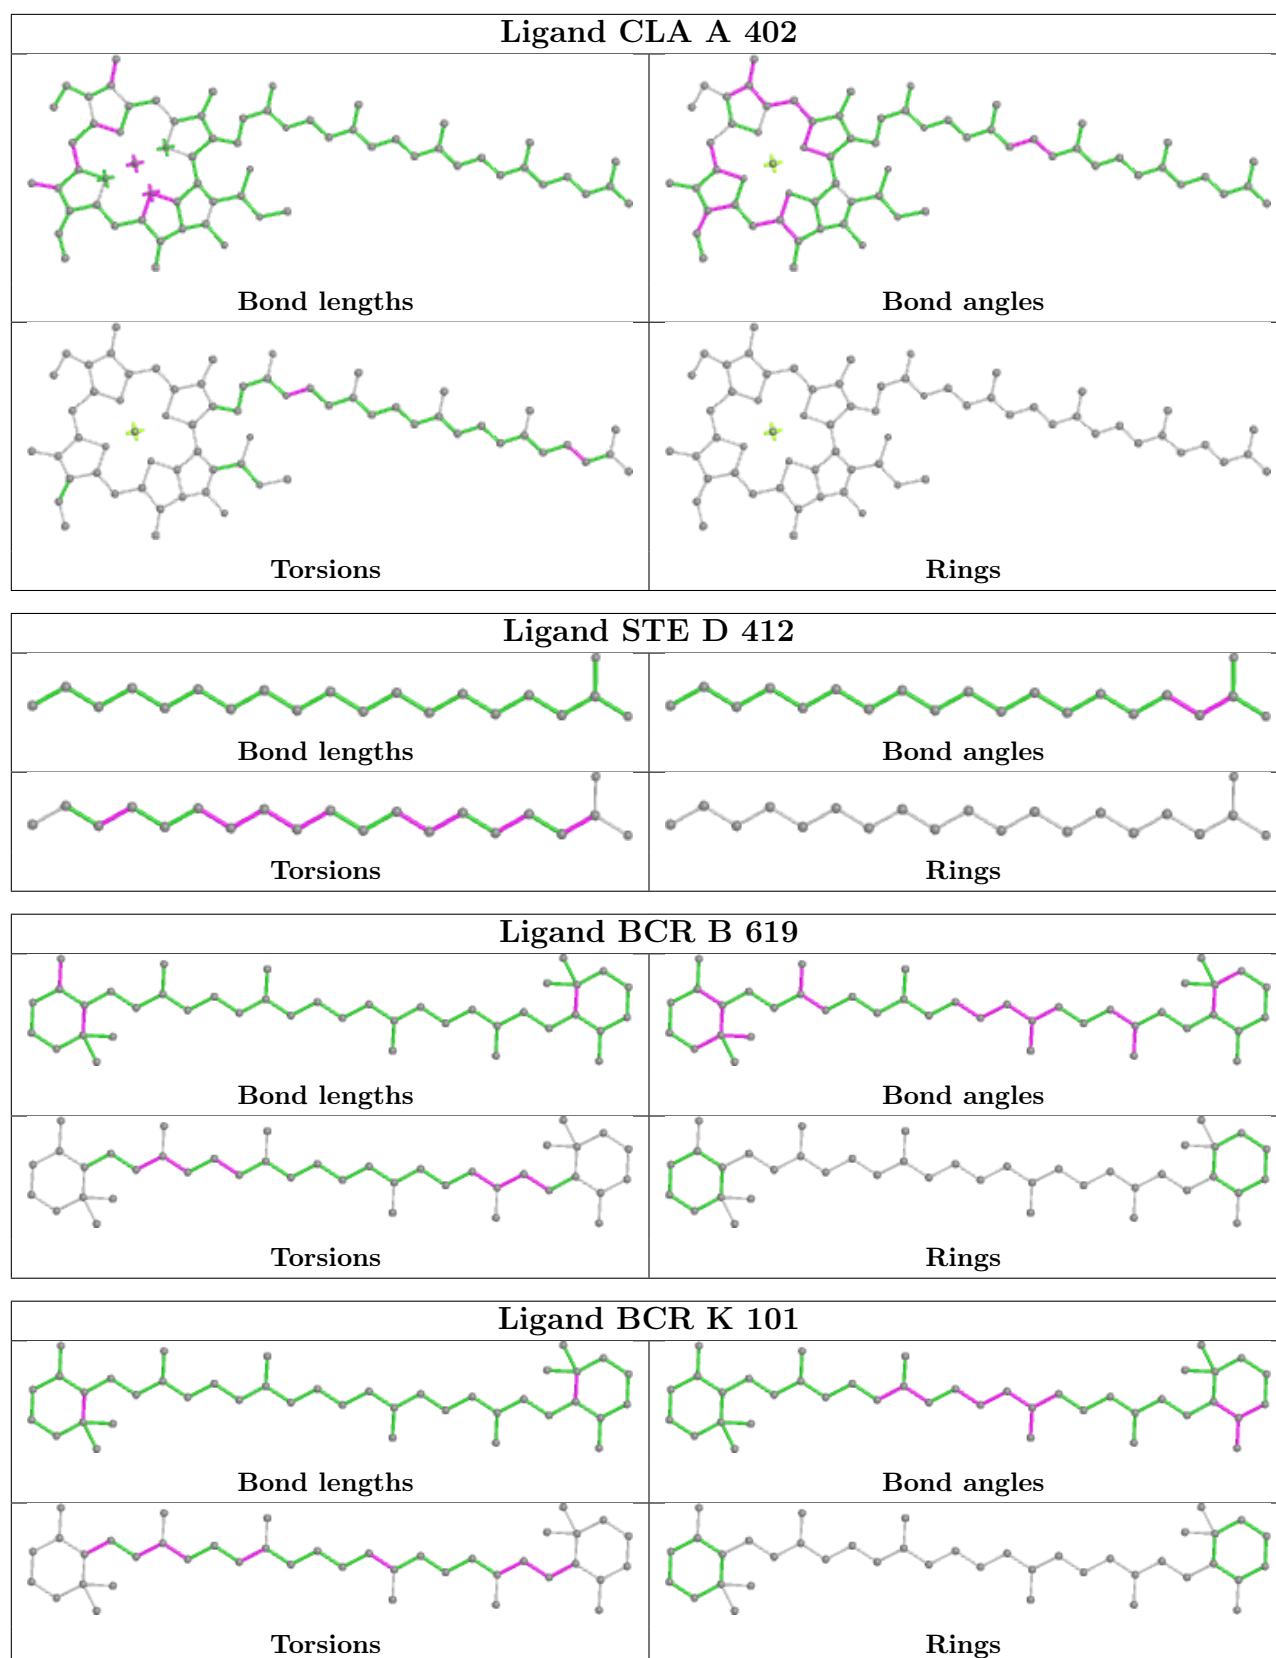 Ligand CLA A 402
Bond lengths
Bond angles
Torsions
Rings
Ligand STE D 412
Bond lengths
Bond angles
Torsions
Rings
Ligand BCR B 619
Bond lengths
Bond angles
Torsions
Rings
Ligand BCR K 101
Bond lengths
Bond angles
Torsions
Rings